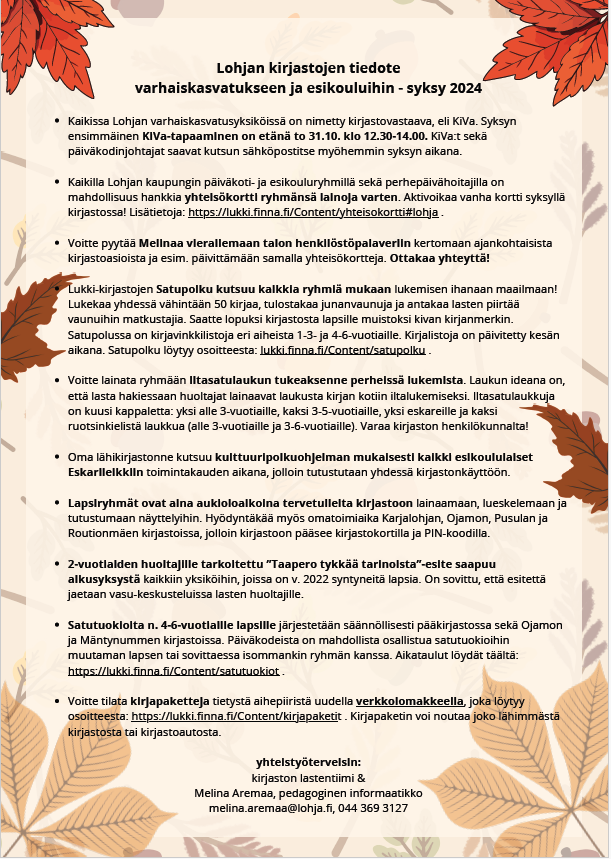 Lohjan kirjastojen tiedote
varhaiskasvatukseen ja esikouluihin - syksy 2024
• Kaikissa Lohjan varhaiskasvatusyksiköissä on nimetty kirjastovastaava, eli KiVa. Syksyn
ensimmäinen KiVa-tapaaminen on etänä to 31.10. klo 12.30-14.00. KiVa:t sekä
päiväkodinjohtajat saavat kutsun sähköpostitse myöhemmin syksyn aikana.
• Kaikilla Lohjan kaupungin päiväkoti- ja esikouluryhmillä sekä perhepäivähoitajilla on
mahdollisuus hankkia yhteisökortti ryhmänsä lainoja varten. Aktivoikaa vanha kortti syksyllä
kirjastossa! Lisätietoja: https://lukki.finna.fi/Content/yhteisokortti#lohja .
• Voitte pyytää Melinaa vierailemaan talon henkilöstöpalaveriin kertomaan ajankohtaisista
kirjastoasioista ja esim. päivittämään samalla yhteisökortteja. Ottakaa yhteyttä!
• Lukki-kirjastojen Satupolku kutsuu kaikkia ryhmiä mukaan lukemisen ihanaan maailmaan!
Lukekaa yhdessä vähintään 50 kirjaa, tulostakaa junanvaunuja ja antakaa lasten piirtää
vaunuihin matkustajia. Saatte lopuksi kirjastosta lapsille muistoksi kivan kirjanmerkin.
Satupolussa on kirjavinkkilistoja eri aiheista 1-3- ja 4-6-vuotiaille. Kirjalistoja on päivitetty kesän
aikana. Satupolku löytyy osoitteesta: lukki.finna.fi/Content/satupolku .
• Voitte lainata ryhmään iltasatulaukun tukeaksenne perheissä lukemista. Laukun ideana on,
että lasta hakiessaan huoltajat lainaavat laukusta kirjan kotiin iltalukemiseksi. Iltasatulaukkuja
on kuusi kappaletta: yksi alle 3-vuotiaille, kaksi 3-5-vuotiaille, yksi eskareille ja kaksi
ruotsinkielistä laukkua (alle 3-vuotiaille ja 3-6-vuotiaille). Varaa kirjaston henkilökunnalta!
• Oma lähikirjastonne kutsuu kulttuuripolkuohjelman mukaisesti kaikki esikoululaiset
Eskarileikkiin toimintakauden aikana, jolloin tutustutaan yhdessä kirjastonkäyttöön.
• Lapsiryhmät ovat aina aukioloaikoina tervetulleita kirjastoon lainaamaan, lueskelemaan ja
tutustumaan näyttelyihin. Hyödyntäkää myös omatoimiaika Karjalohjan, Ojamon, Pusulan ja
Routionmäen kirjastoissa, jolloin kirjastoon pääsee kirjastokortilla ja PIN-koodilla.
• 2-vuotiaiden huoltajille tarkoitettu ”Taapero tykkää tarinoista”-esite saapuu
alkusyksystä kaikkiin yksiköihin, joissa on v. 2022 syntyneitä lapsia. On sovittu, että esitettä
jaetaan vasu-keskusteluissa lasten huoltajille.
• Satutuokioita n. 4-6-vuotiaille lapsille järjestetään säännöllisesti pääkirjastossa sekä Ojamon
ja Mäntynummen kirjastoissa. Päiväkodeista on mahdollista osallistua satutuokioihin
muutaman lapsen tai sovittaessa isommankin ryhmän kanssa. Aikataulut löydät täältä:
https://lukki.finna.fi/Content/satutuokiot .
• Voitte tilata kirjapaketteja tietystä aihepiiristä uudella verkkolomakkeella, joka löytyy
osoitteesta: https://lukki.finna.fi/Content/kirjapaketit . Kirjapaketin voi noutaa joko lähimmästä
kirjastosta tai kirjastoautosta.
yhteistyöterveisin:
kirjaston lastentiimi &
Melina Aremaa, pedagoginen informaatikko
melina.aremaa@lohja.fi, 044 369 3127